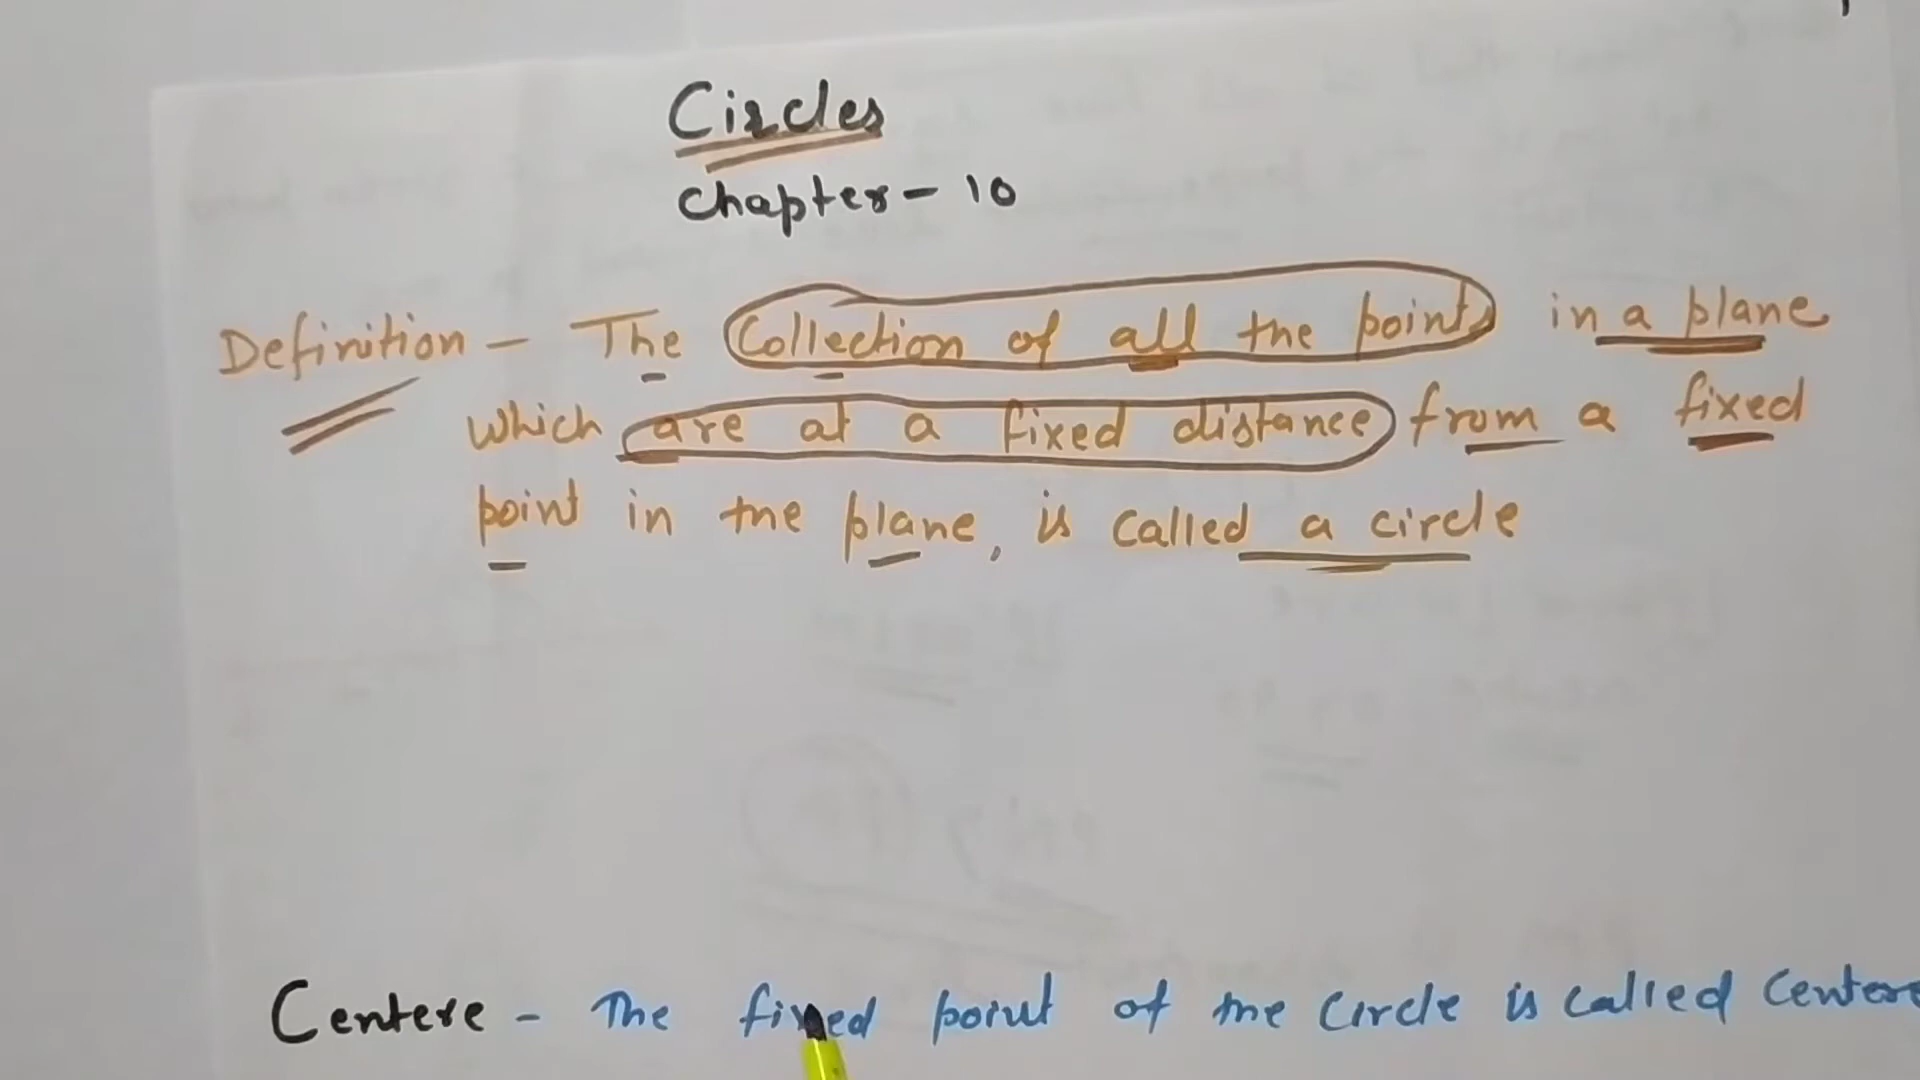 Circles
Chapter - 10
Definition - The Collection of all the points in a plane
which are at a fixed distance from a fixed
point in the plane, is called a circle
Centere - The fixed point of the circle is called Centere